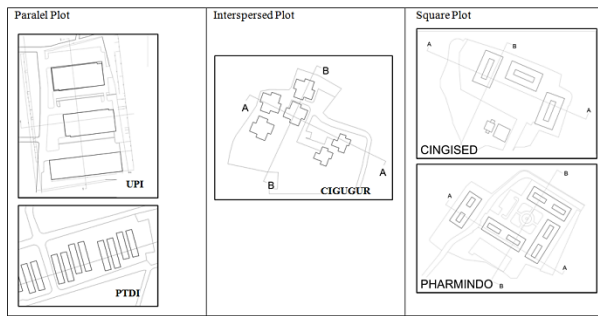 Paralel Plot
Interspersed Plot
Square Plot
UPI
PTDI
B
A
A
B
CIGUGUR
A
B
A
B
CINGISED
B
A
A
B
PHARMINDO